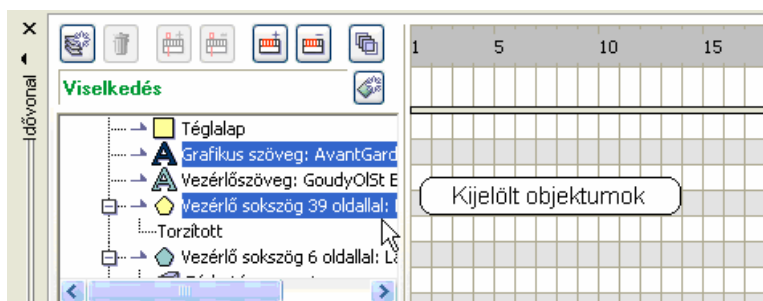 Idővonal
1 5 10 15
Viselkedés
Téglalap
Grafikus szöveg: AvantGard
Vezérlőszöveg: GoudyOlSt E
Vezérlő sokszög 39 oldallal:
Torzított
Vezérlő sokszög 6 oldallal: La
Kijelölt objektumok